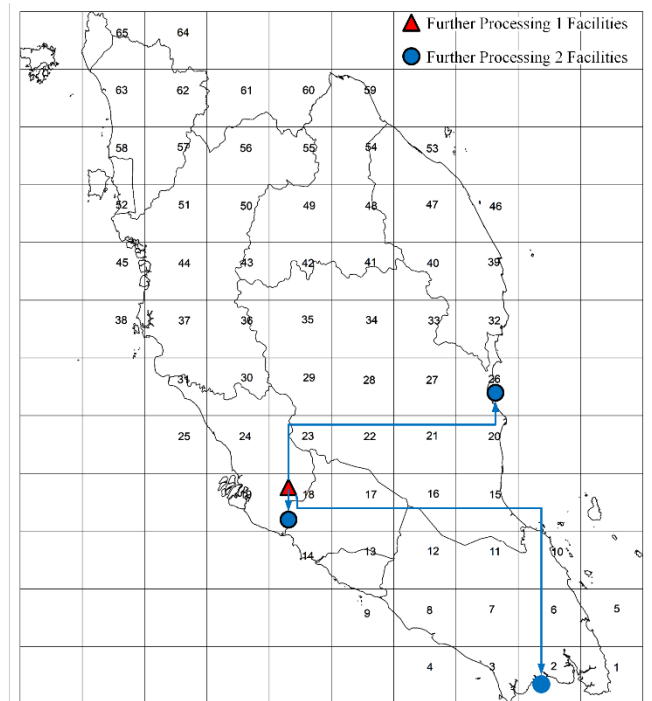 65 64
Further Processing 1 Facilities
Further Processing 2 Facilities
63 62 61 60 59
58 57 56 55 54 53
52 51 50 49 48 47 46
45 44 43 42 41 40 39
38 37 36 35 34 33 32
31 30 29 28 27 26
25 24 23 22 21 20
19 18 17 16 15
14 13 12 11 10
9 8 7 6 5
4 3 2 1